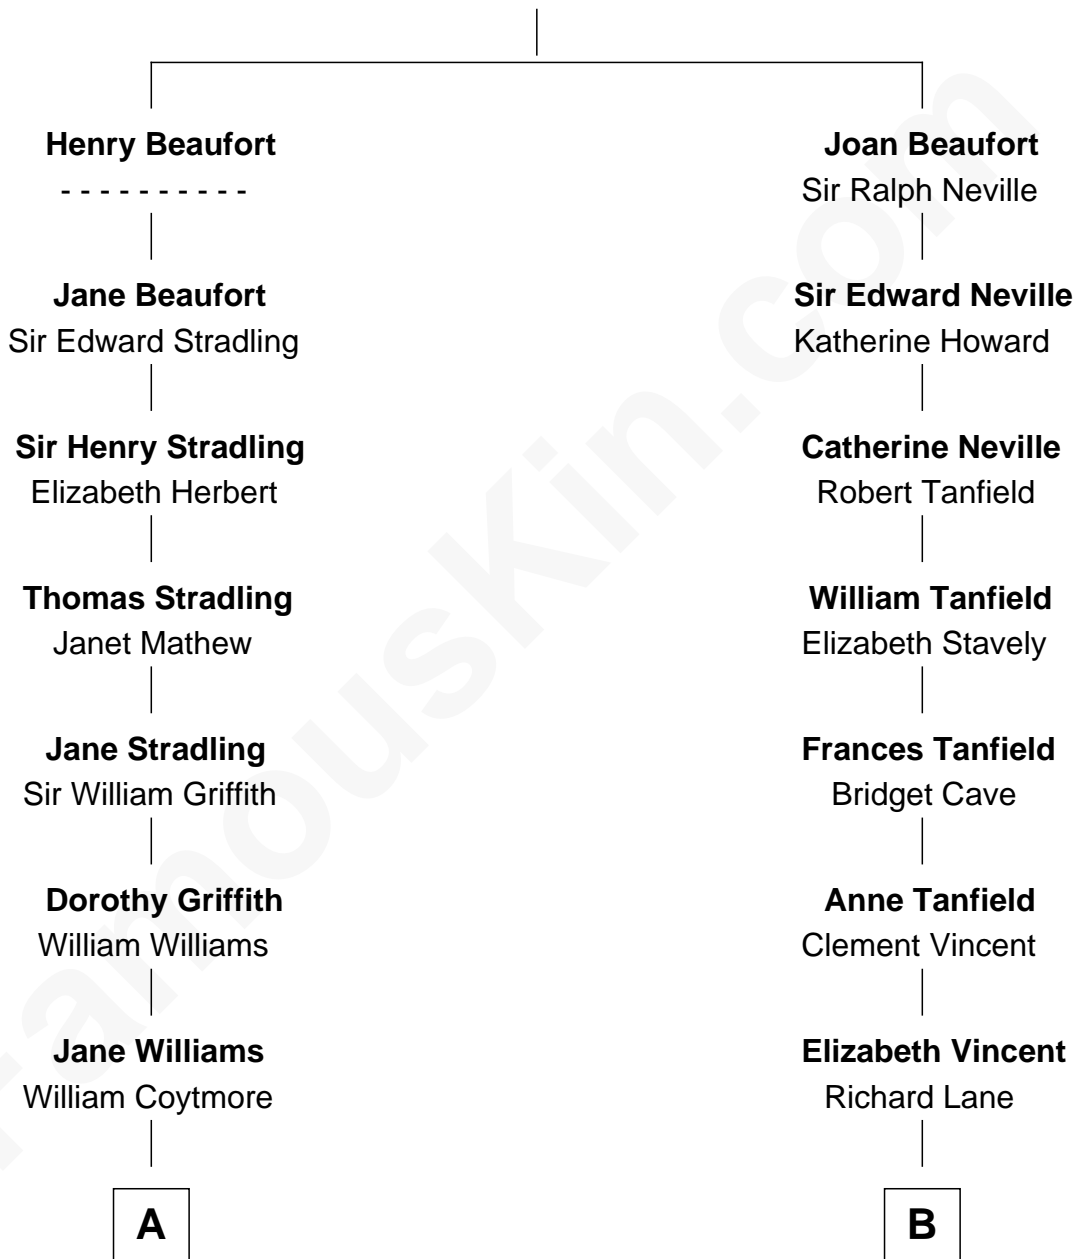 Henry Beaufort
- - - - - - - - - -
Jane Beaufort
Sir Edward Stradling
Sir Henry Stradling
Elizabeth Herbert
Thomas Stradling
Janet Mathew
Jane Stradling
Sir William Griffith
Dorothy Griffith
William Williams
Jane Williams
William Coytmore
A
Joan Beaufort
Sir Ralph Neville
Sir Edward Neville
Katherine Howard
Catherine Neville
Robert Tanfield
William Tanfield
Elizabeth Stavely
Frances Tanfield
Bridget Cave
Anne Tanfield
Clement Vincent
Elizabeth Vincent
Richard Lane
B
FamousKin.com